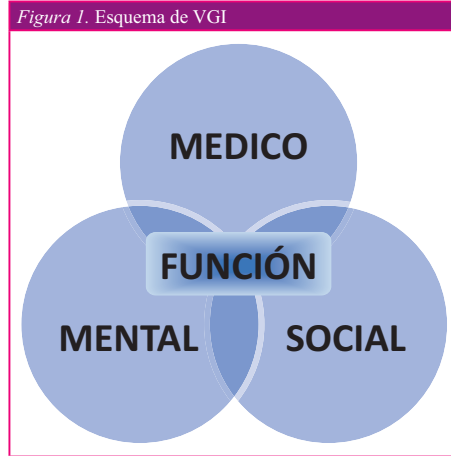 Figura 1. Esquema de VGI
MEDICO
FUNCIÓN
MENTAL
SOCIAL